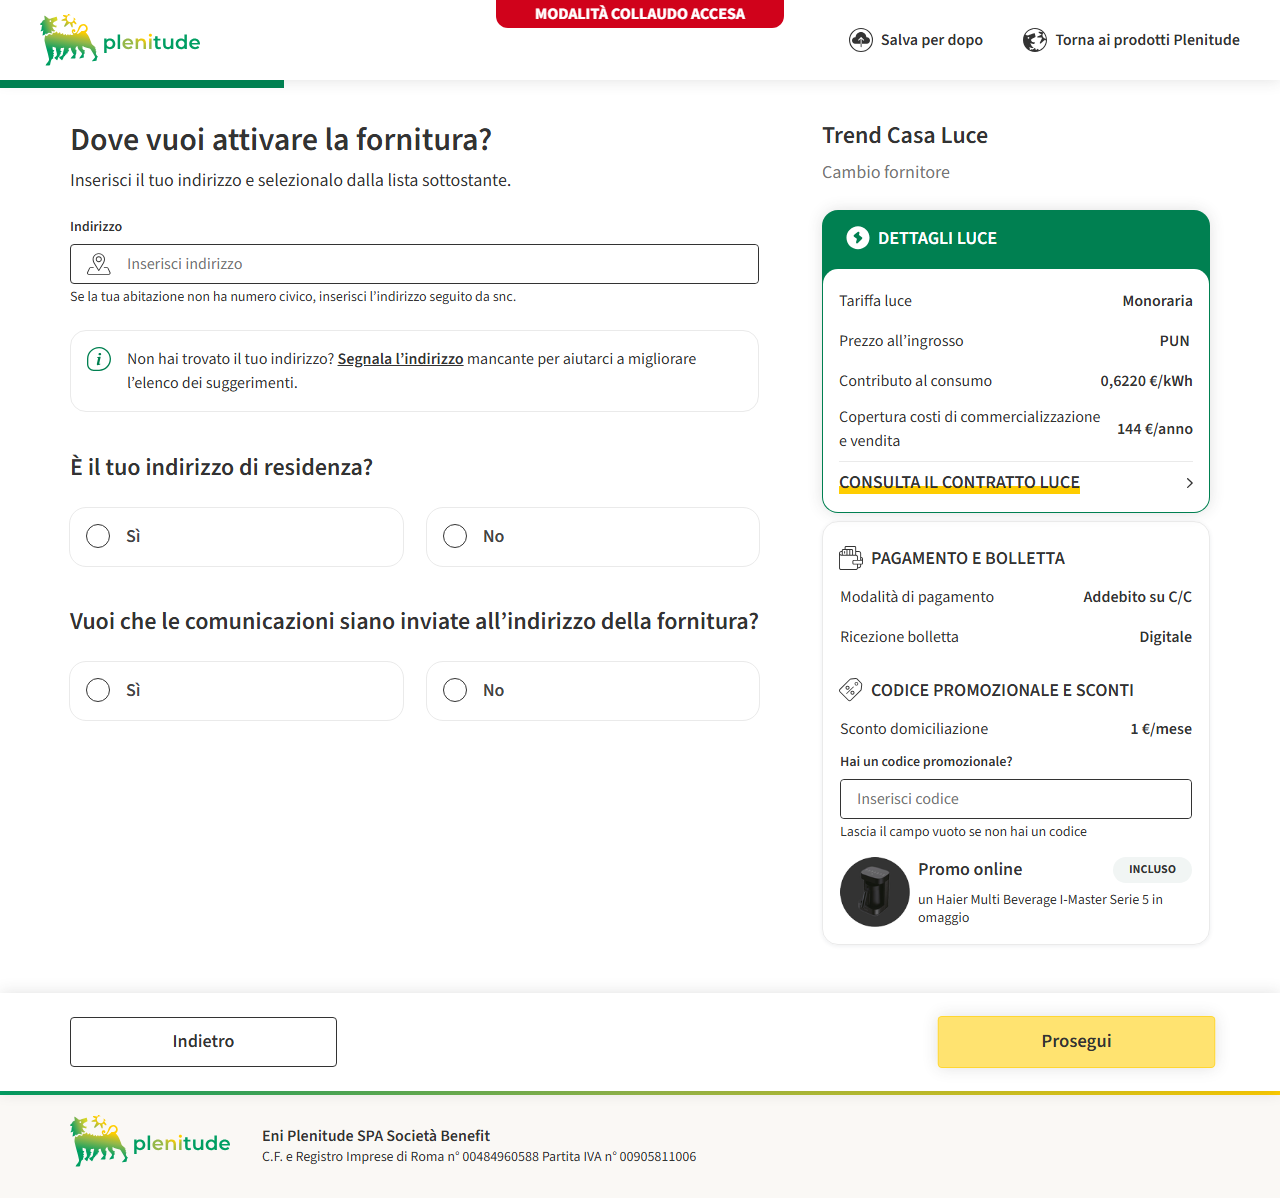 MODALITÀ COLLAUDO ACCESA
plenitude
Salva per dopo
Torna ai prodotti Plenitude
Dove vuoi attivare la fornitura?
Inserisci il tuo indirizzo e selezionalo dalla lista sottostante.
Indirizzo
Inserisci indirizzo
Se la tua abitazione non ha numero civico, inserisci l’indirizzo seguito da snc.
Non hai trovato il tuo indirizzo? Segnala l’indirizzo mancante per aiutarci a migliorare
l’elenco dei suggerimenti.
È il tuo indirizzo di residenza?
Sì
No
Vuoi che le comunicazioni siano inviate all’indirizzo della fornitura?
Sì
No
Trend Casa Luce
Cambio fornitore
DETTAGLI LUCE
Tariffa luce Monoraria
Prezzo all’ingrosso PUN
Contributo al consumo 0,6220 €/kWh
Copertura costi di commercializzazione
e vendita
144 €/anno
CONSULTA IL CONTRATTO LUCE
PAGAMENTO E BOLLETTA
Modalità di pagamento Addebito su C/C
Ricezione bolletta Digitale
CODICE PROMOZIONALE E SCONTI
Sconto domiciliazione 1 €/mese
Hai un codice promozionale?
Inserisci codice
Lascia il campo vuoto se non hai un codice
Promo online
INCLUSO
un Haier Multi Beverage I-Master Serie 5 in
omaggio
Indietro
Prosegui
plenitude
Eni Plenitude SPA Società Benefit
C.F. e Registro Imprese di Roma n° 00484960588 Partita IVA n° 00905811006